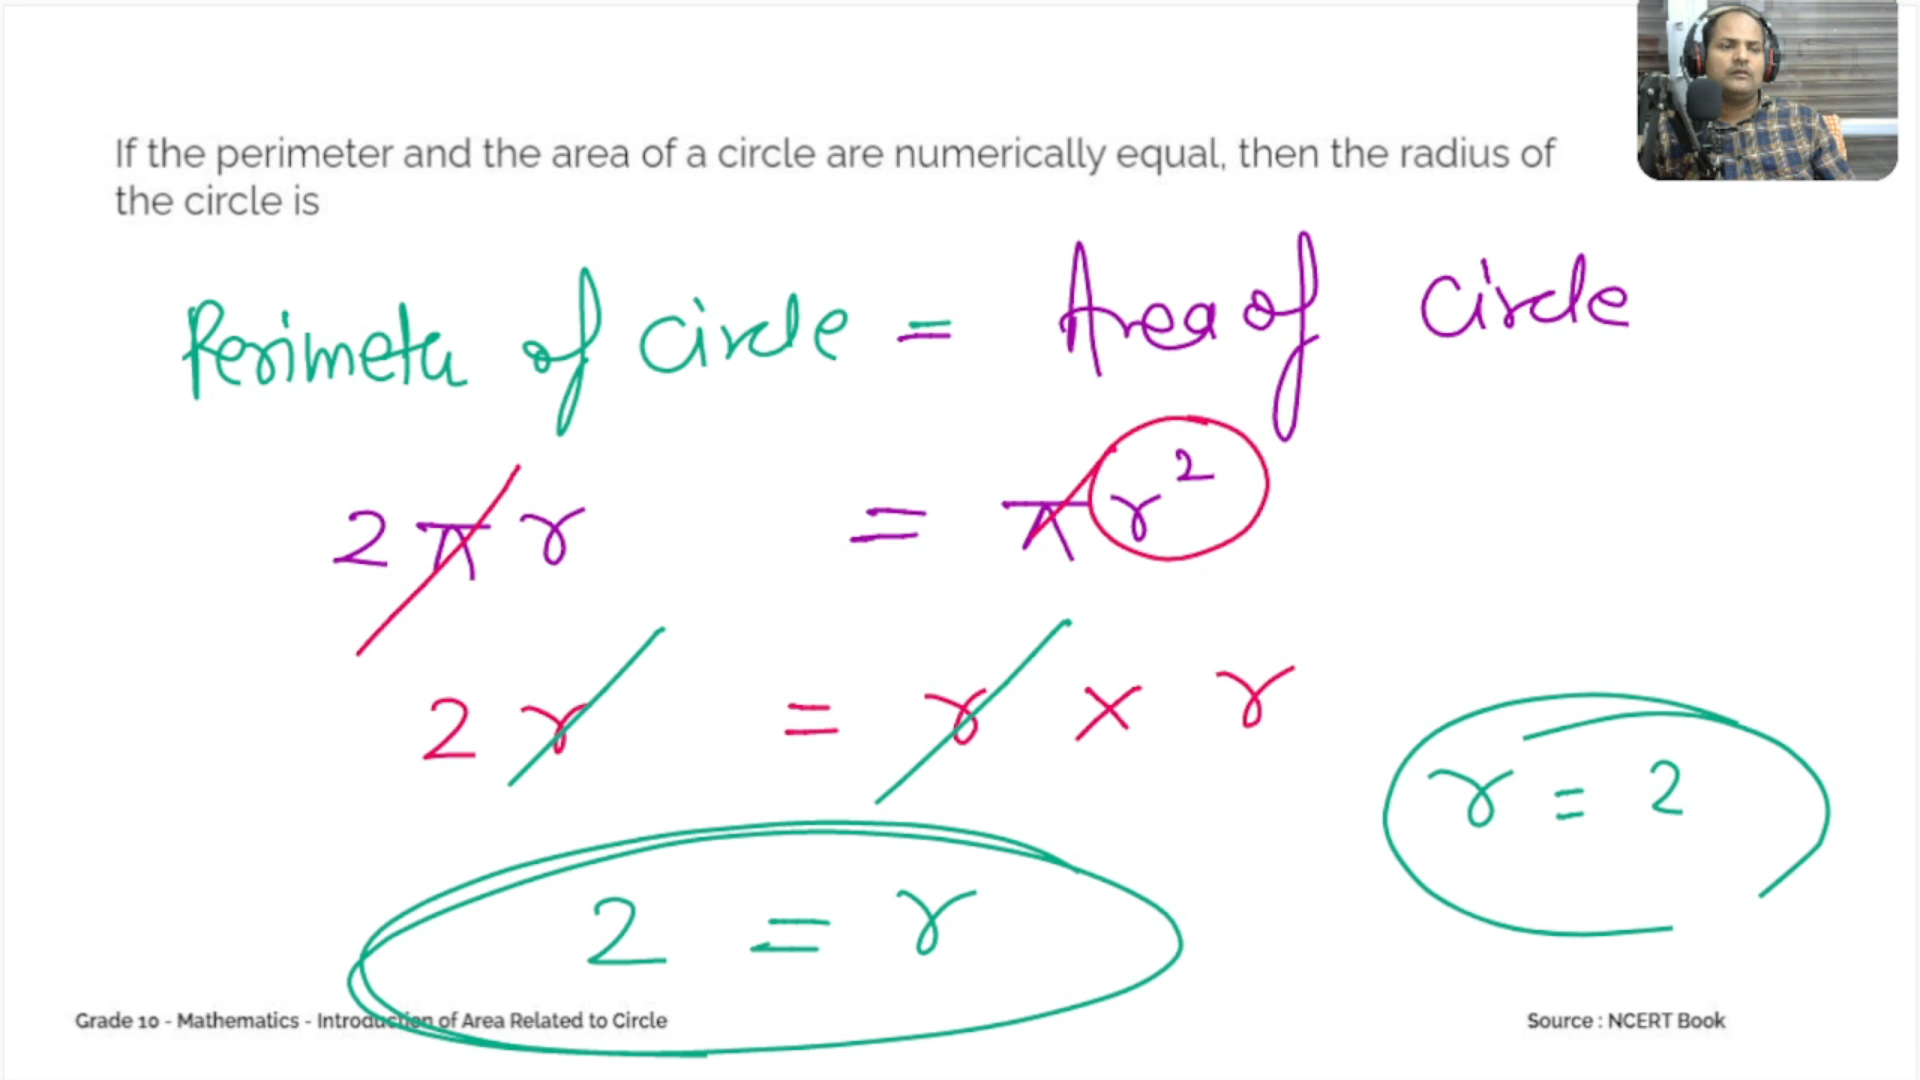 If the perimeter and the area of a circle are numerically equal, then the radius of
the circle is
Perimeter of circle = Area of circle
2πr = πr²
2r = r × r
r = 2
2 = r
Grade 10 - Mathematics - Introduction of Area Related to Circle
Source : NCERT Book